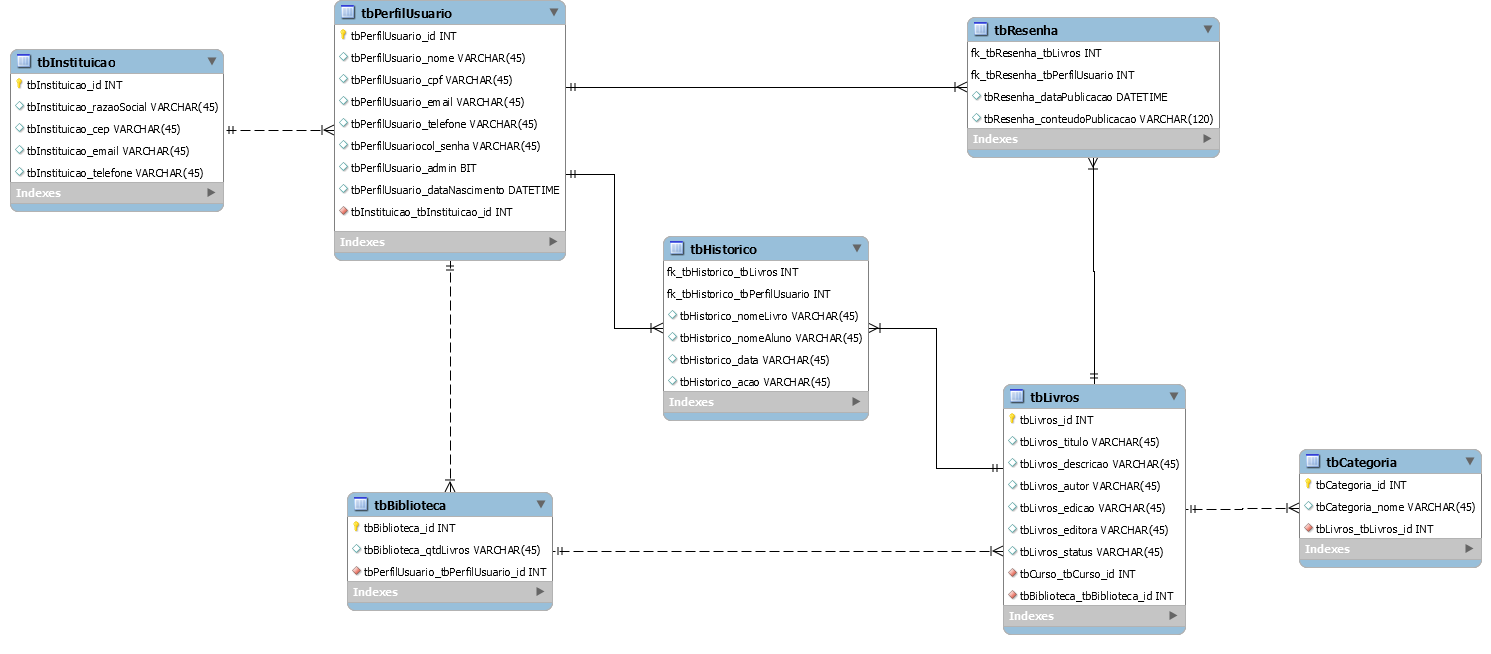 tbInstituicao
tbInstituicao_id INT
tbInstituicao_razaoSocial VARCHAR(45)
tbInstituicao_cep VARCHAR(45)
tbInstituicao_email VARCHAR(45)
tbInstituicao_telefone VARCHAR(45)
Indexes
tbPerfilUsuario
tbPerfilUsuario_id INT
tbPerfilUsuario_nome VARCHAR(45)
tbPerfilUsuario_cpf VARCHAR(45)
tbPerfilUsuario_email VARCHAR(45)
tbPerfilUsuario_telefone VARCHAR(45)
tbPerfilUsuariocol_senha VARCHAR(45)
tbPerfilUsuario_admin BIT
tbPerfilUsuario_dataNascimento DATETIME
tbInstituicao_tbInstituicao_id INT
Indexes
tbResenha
fk_tbResenha_tbLivros INT
fk_tbResenha_tbPerfilUsuario INT
tbResenha_dataPublicacao DATETIME
tbResenha_conteudoPublicacao VARCHAR(120)
Indexes
tbHistorico
fk_tbHistorico_tbLivros INT
fk_tbHistorico_tbPerfilUsuario INT
tbHistorico_nomeLivro VARCHAR(45)
tbHistorico_nomeAluno VARCHAR(45)
tbHistorico_data VARCHAR(45)
tbHistorico_acao VARCHAR(45)
Indexes
tbBiblioteca
tbBiblioteca_id INT
tbBiblioteca_qtdLivros VARCHAR(45)
tbPerfilUsuario_tbPerfilUsuario_id INT
Indexes
tbLivros
tbLivros_id INT
tbLivros_titulo VARCHAR(45)
tbLivros_descricao VARCHAR(45)
tbLivros_autor VARCHAR(45)
tbLivros_edicao VARCHAR(45)
tbLivros_editora VARCHAR(45)
tbLivros_status VARCHAR(45)
tbCurso_tbCurso_id INT
tbBiblioteca_tbBiblioteca_id INT
Indexes
tbCategoria
tbCategoria_id INT
tbCategoria_nome VARCHAR(45)
tbLivros_tbLivros_id INT
Indexes